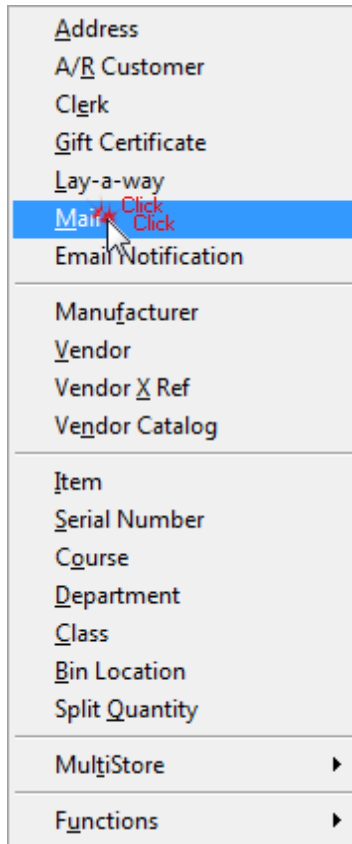 Address
A/R Customer
Clerk
Gift Certificate
Lay-a-way
Mail
Click
Click
Email Notification
Manufacturer
Vendor
Vendor X Ref
Vendor Catalog
Item
Serial Number
Course
Department
Class
Bin Location
Split Quantity
MultiStore
Functions